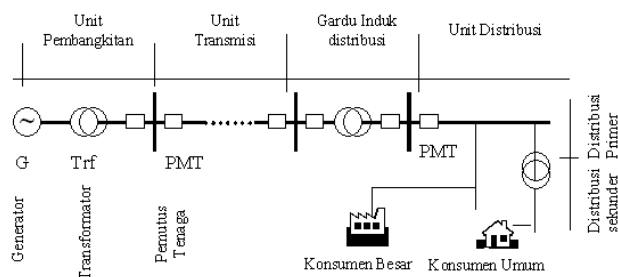 Unit
Pembangkitan
Unit
Transmisi
Gardu Induk
distribusi
Unit Distribusi
~
G
Trf
PMT
PMT
Generator
Transformator
Pemutus
Tenaga
Distribusi
Primer
Distribusi
sekunder
Konsumen Besar
Konsumen Umum